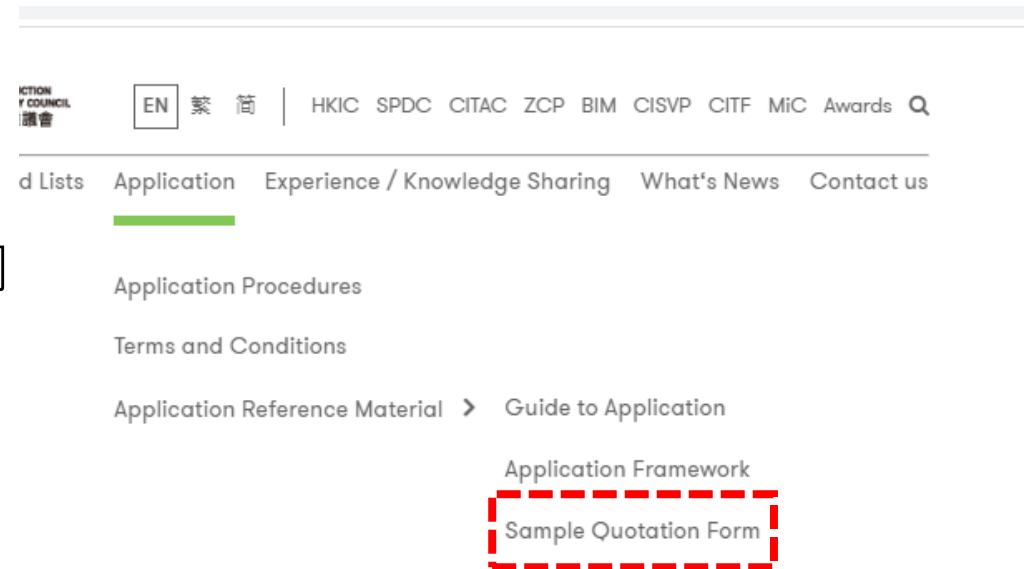 COUNCIL
議會
EN 繁 简 HKIC SPDC CITAC ZCP BIM CISVP CITF MiC Awards
d Lists Application Experience / Knowledge Sharing What's News Contact us
Application Procedures
Terms and Conditions
Application Reference Material Guide to Application
Application Framework
Sample Quotation Form